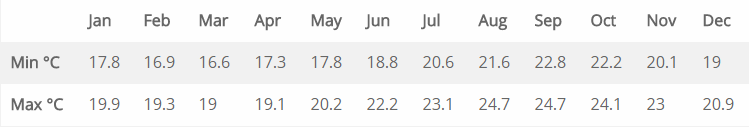 Jan Feb Mar Apr May Jun Jul Aug Sep Oct Nov Dec
Min °C 17.8 16.9 16.6 17.3 17.8 18.8 20.6 21.6 22.8 22.2 20.1 19
Max °C 19.9 19.3 19 19.1 20.2 22.2 23.1 24.7 24.7 24.1 23 20.9